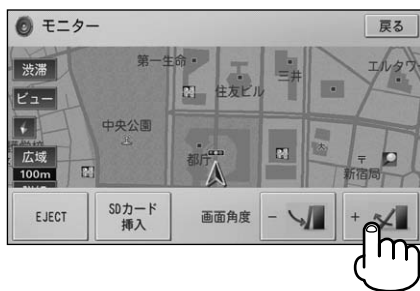 モニター
戻る
渋滞
第一生命
エルタワ
三井
ビュー
住友ビル
中央公園
広域
都庁
100m
新宿局
EJECT
SDカード
挿入
画面角度
-
+